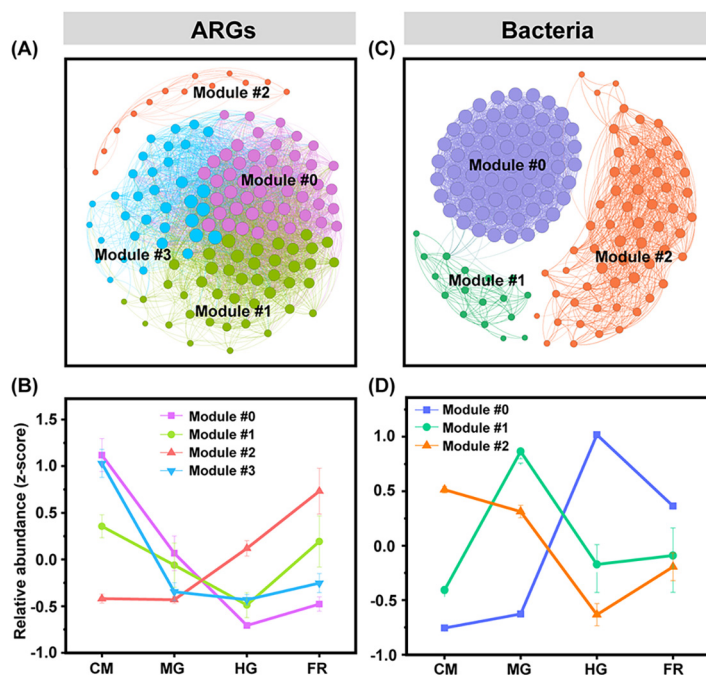 ARGs
Bacteria
(A)
Module #2
Module #0
Module #3
Module #1
(C)
Module #0
Module #2
Module #1
(B)
Relative abundance (z-score)
1.5
1.0
0.5
0.0
-0.5
-1.0
Module #0
Module #1
Module #2
Module #3
CM MG HG FR
(D)
1.0
0.5
0.0
-0.5
-1.0
Module #0
Module #1
Module #2
CM MG HG FR